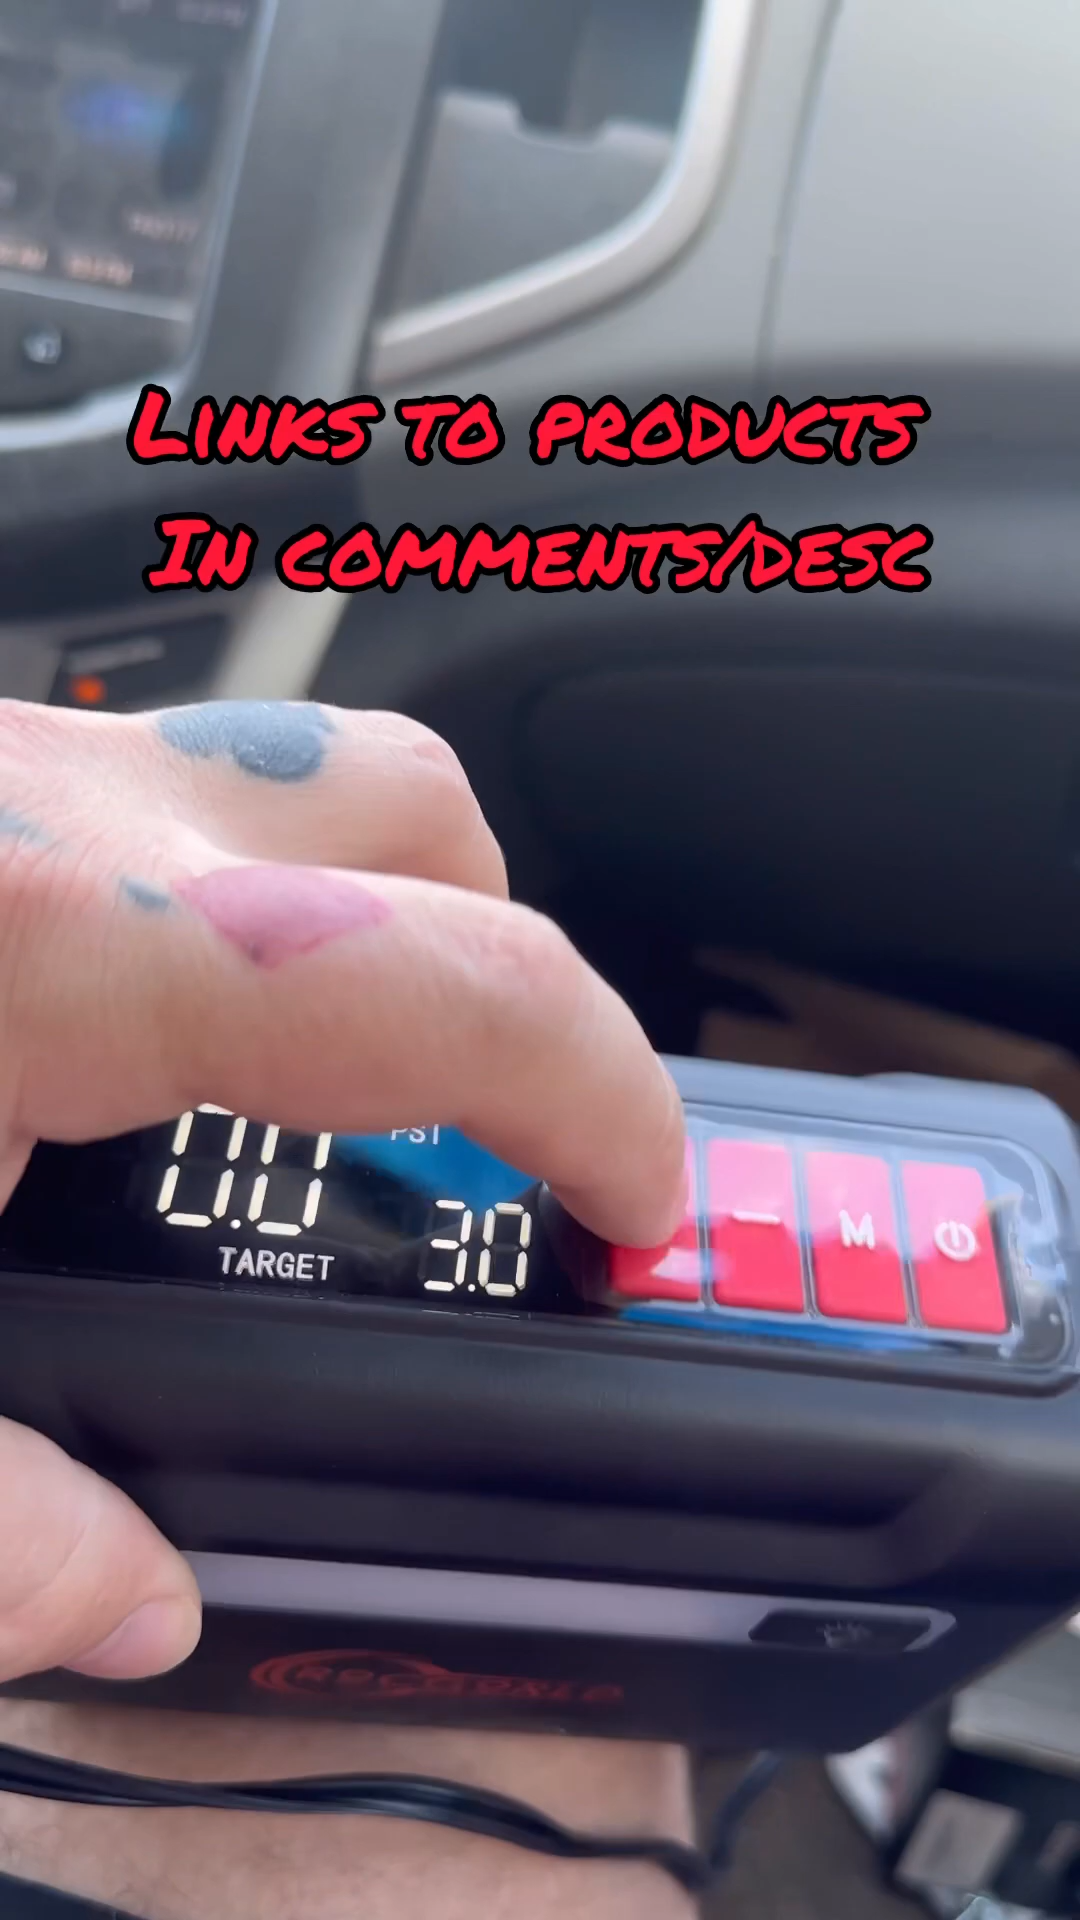 LINKS TO PRODUCTS
IN COMMENTS/DESC
0.0
PSI
TARGET
3.0
M